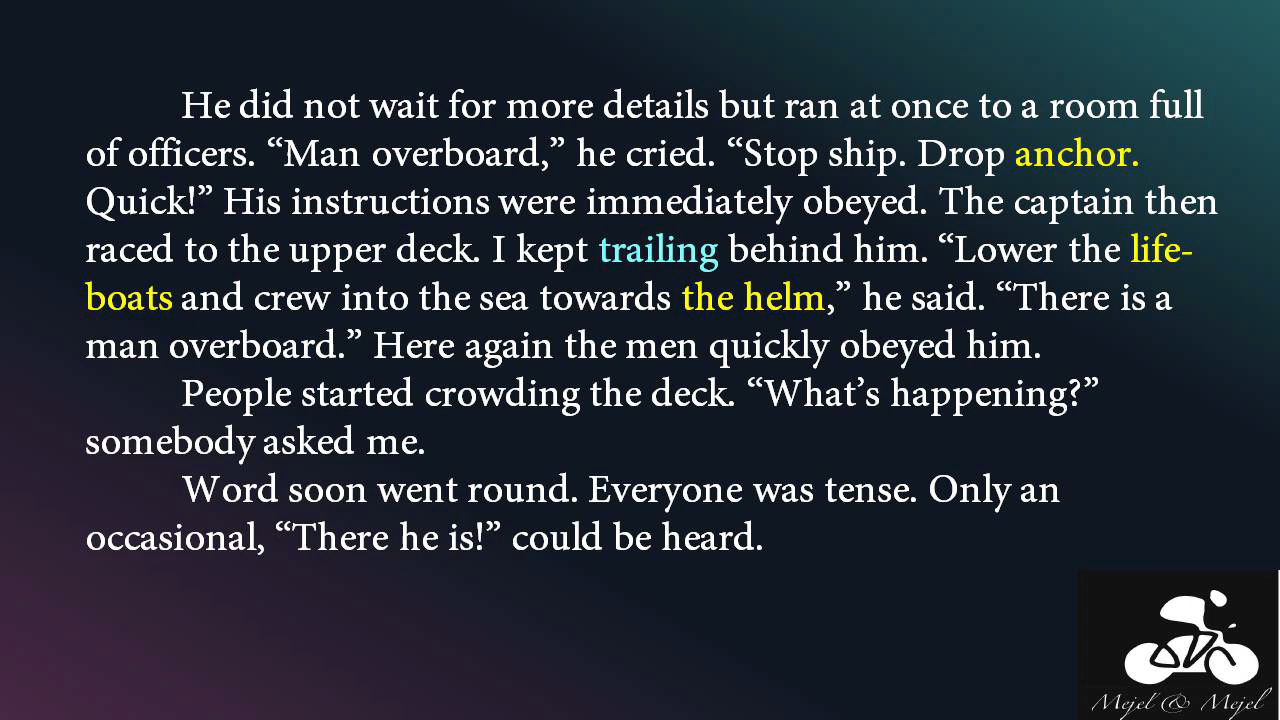 He did not wait for more details but ran at once to a room full
of officers. “Man overboard,” he cried. “Stop ship. Drop anchor.
Quick!” His instructions were immediately obeyed. The captain then
raced to the upper deck. I kept trailing behind him. “Lower the life-
boats and crew into the sea towards the helm,” he said. “There is a
man overboard.” Here again the men quickly obeyed him.
People started crowding the deck. “What’s happening?”
somebody asked me.
Word soon went round. Everyone was tense. Only an
occasional, “There he is!” could be heard.
Mejel & Mejel